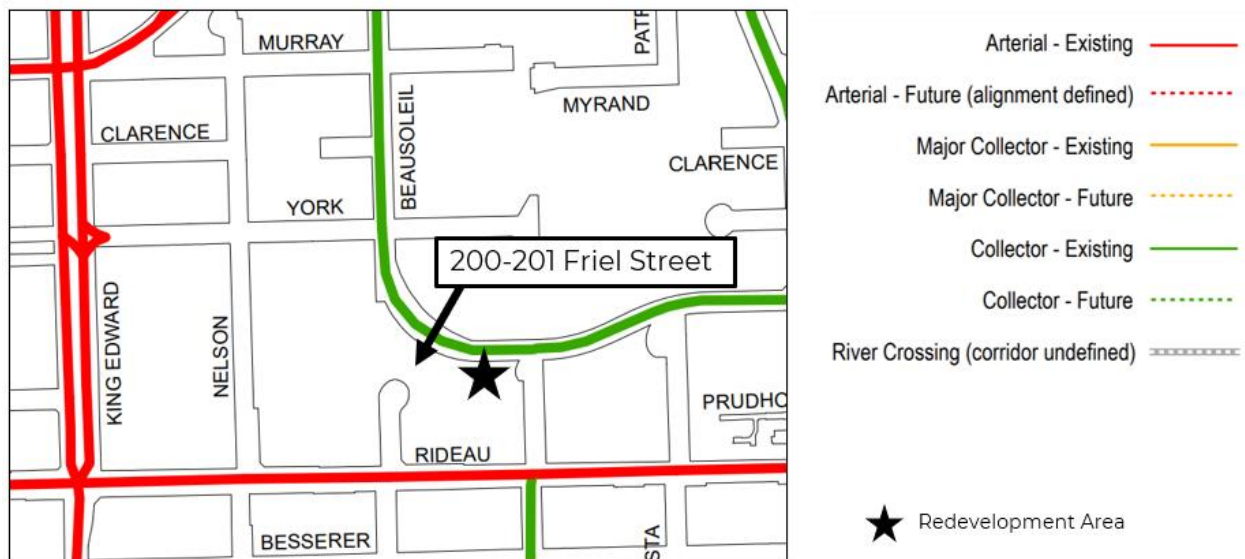 MURRAY
PATR
BEAUSOLEIL
MYRAND
CLARENCE
CLARENCE
YORK
200-201 Friel Street
KING EDWARD
NELSON
PRUDHO
RIDEAU
BESSERER
STA
Arterial - Existing
Arterial - Future (alignment defined)
Major Collector - Existing
Major Collector - Future
Collector - Existing
Collector - Future
River Crossing (corridor undefined)
Redevelopment Area